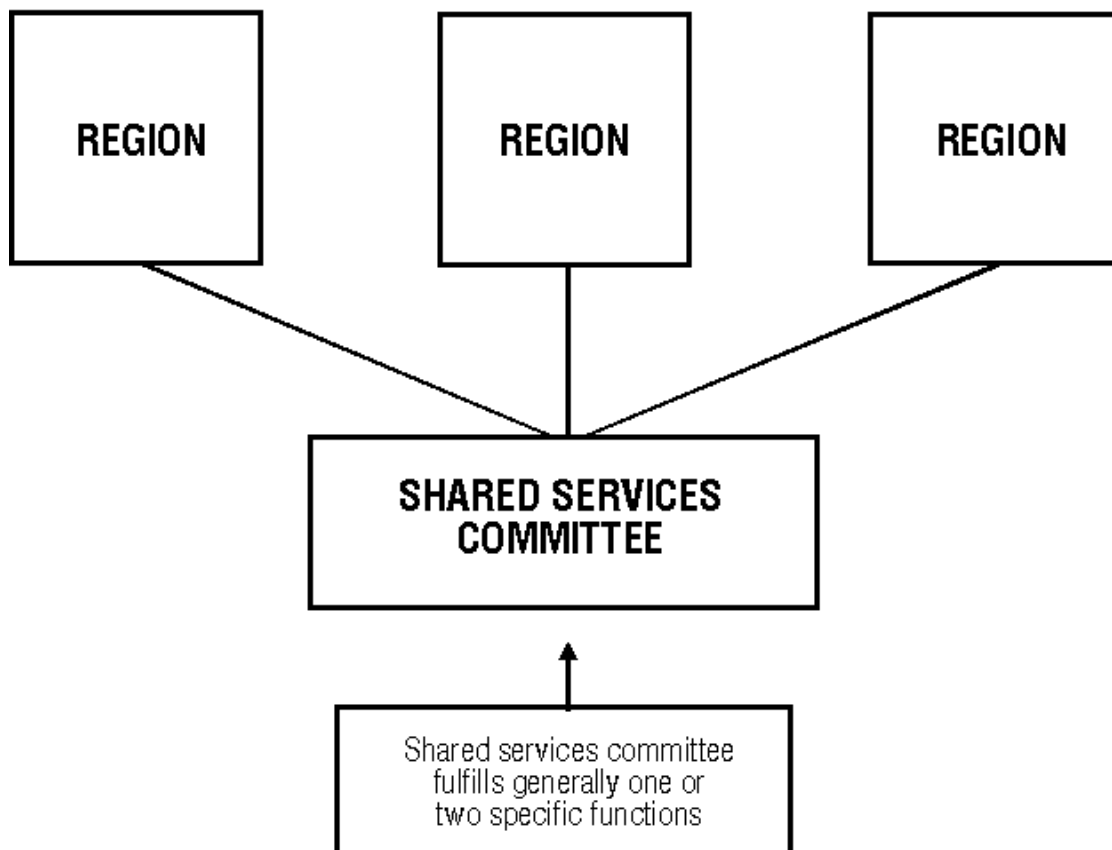 REGION
REGION
REGION
SHARED SERVICES
COMMITTEE
Shared services committee
fulfills generally one or
two specific functions